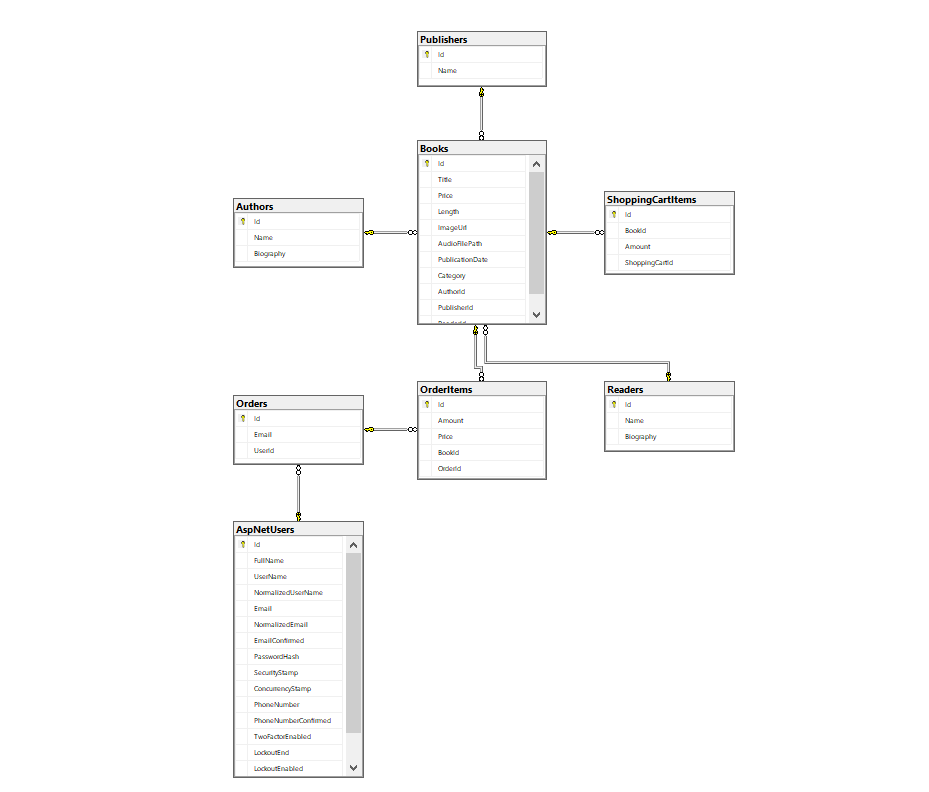 Publishers
Id
Name
Books
Id
Title
Price
Length
ImageUrl
AudioFilePath
PublicationDate
Category
AuthorId
PublisherId
Authors
Id
Name
Biography
ShoppingCartItems
Id
BookId
Amount
ShoppingCartId
Orders
Id
Email
UserId
OrderItems
Id
Amount
Price
BookId
OrderId
Readers
Id
Name
Biography
AspNetUsers
Id
FullName
UserName
NormalizedUserName
Email
NormalizedEmail
EmailConfirmed
PasswordHash
SecurityStamp
ConcurrencyStamp
PhoneNumber
PhoneNumberConfirmed
TwoFactorEnabled
LockoutEnd
LockoutEnabled